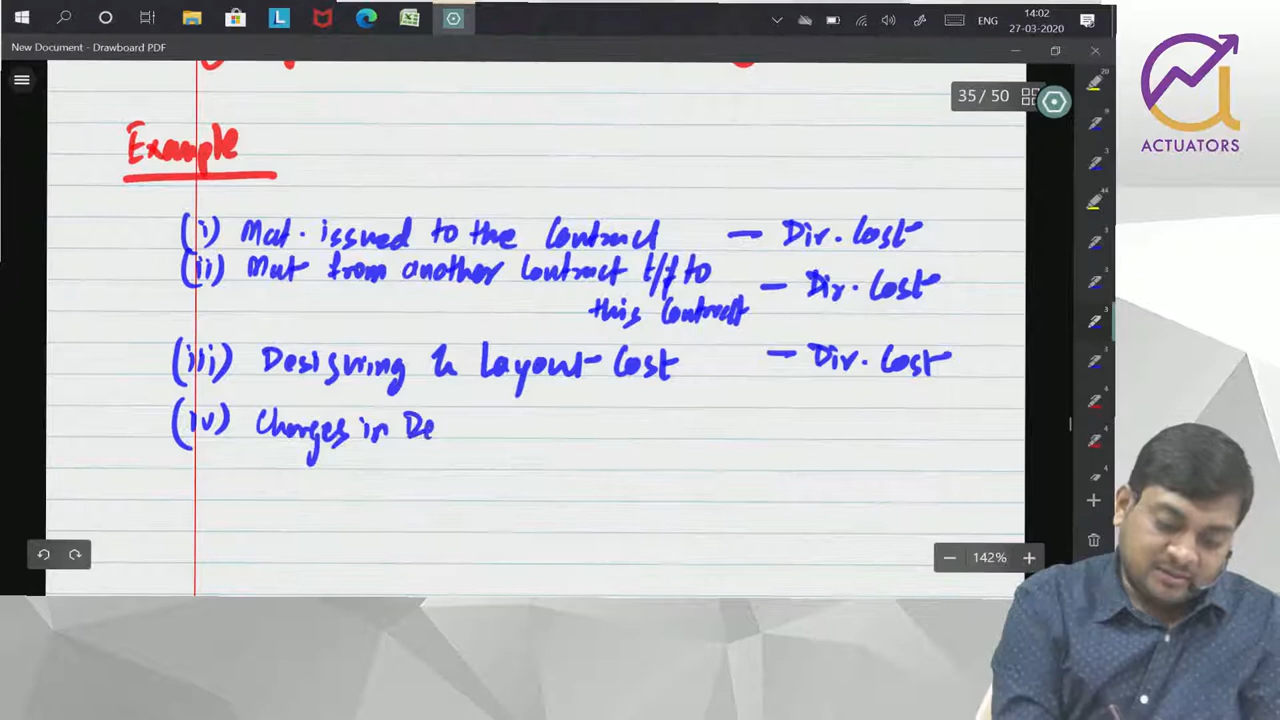 14:02
ENG
27-03-2020
New Document - Drawboard PDF
35 / 50
ACTUATORS
Example
(i) Mat. issued to the Contract — Dir. Cost
(ii) Mat from another Contract t/f to
this Contract — Dir. Cost
(iii) Designing & Layout Cost — Dir. Cost
(iv) Charges in De
142%